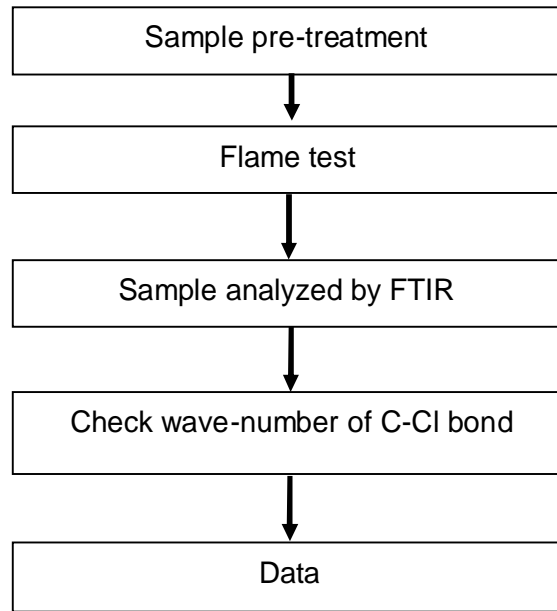 Sample pre-treatment
Flame test
Sample analyzed by FTIR
Check wave-number of C-Cl bond
Data